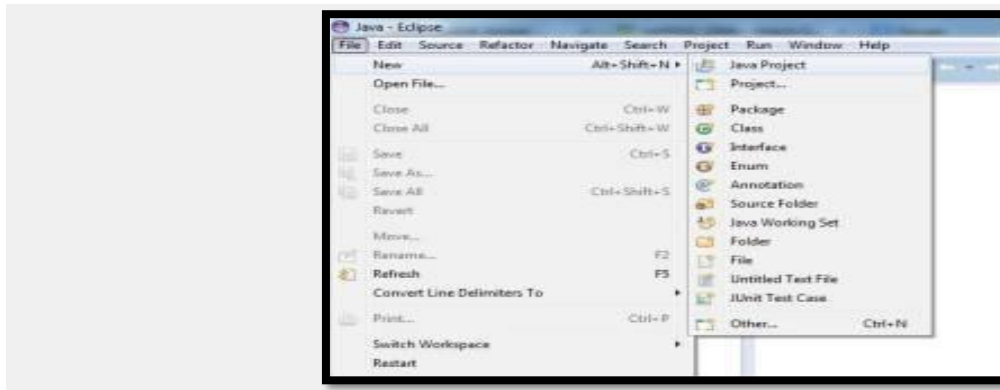 Java - Eclipse
File Edit Source Refactor Navigate Search Project Run Window Help
New Alt+Shift+N
Open File...
Close Ctrl+W
Close All Ctrl+Shift+W
Save Ctrl+S
Save As...
Save All Ctrl+Shift+S
Revert
Move...
Rename... F2
Refresh F5
Convert Line Delimiters To
Print... Ctrl+P
Switch Workspace
Restart
Java Project
Project...
Package
Class
Interface
Enum
Annotation
Source Folder
Java Working Set
Folder
File
Untitled Text File
JUnit Test Case
Other... Ctrl+N